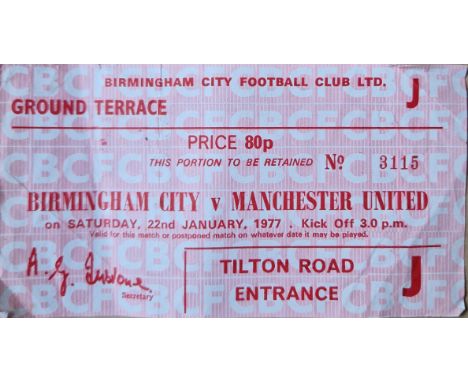 BIRMINGHAM CITY FOOTBALL CLUB LTD. J
GROUND TERRACE
PRICE 80p
THIS PORTION TO BE RETAINED Nº 3115
BIRMINGHAM CITY v MANCHESTER UNITED
on SATURDAY, 22nd JANUARY, 1977 . Kick Off 3.0 p.m.
Valid for this match or postponed match on whatever date it may be played.
Secretary
TILTON ROAD
ENTRANCE J